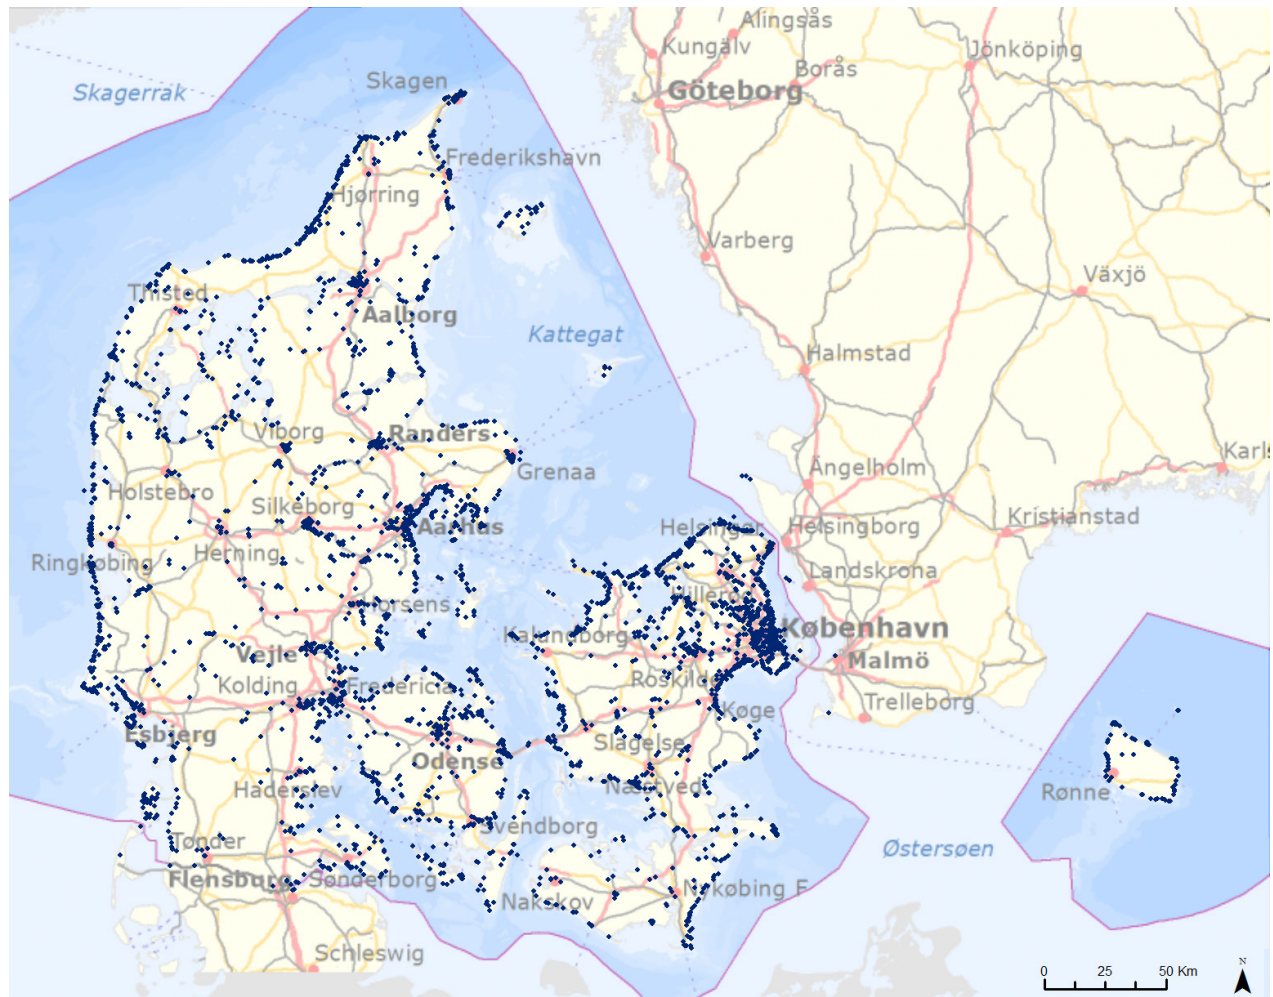 Alingsås
Kungälv
Jönköping
Borås
Skagen
Skagerrak
Göteborg
Frederikshavn
Hjørring
Varberg
Växjö
Thisted
Aalborg
Kattegat
Halmstad
Viborg
Randers
Grenaa
Ängelholm
Karls
Holstebro
Silkeborg
Aarhus
Helsingør
Helsingborg
Kristianstad
Ringkøbing
Herning
Landskrona
Hillerød
Horsens
Kalundborg
København
Vejle
Malmö
Kolding
Fredericia
Roskilde
Trelleborg
Køge
Esbjerg
Slagelse
Odense
Haderslev
Næstved
Rønne
Svendborg
Tønder
Østersøen
Flensburg
Sønderborg
Nakskov
Nykøbing F
Schleswig
N
0 25 50 Km